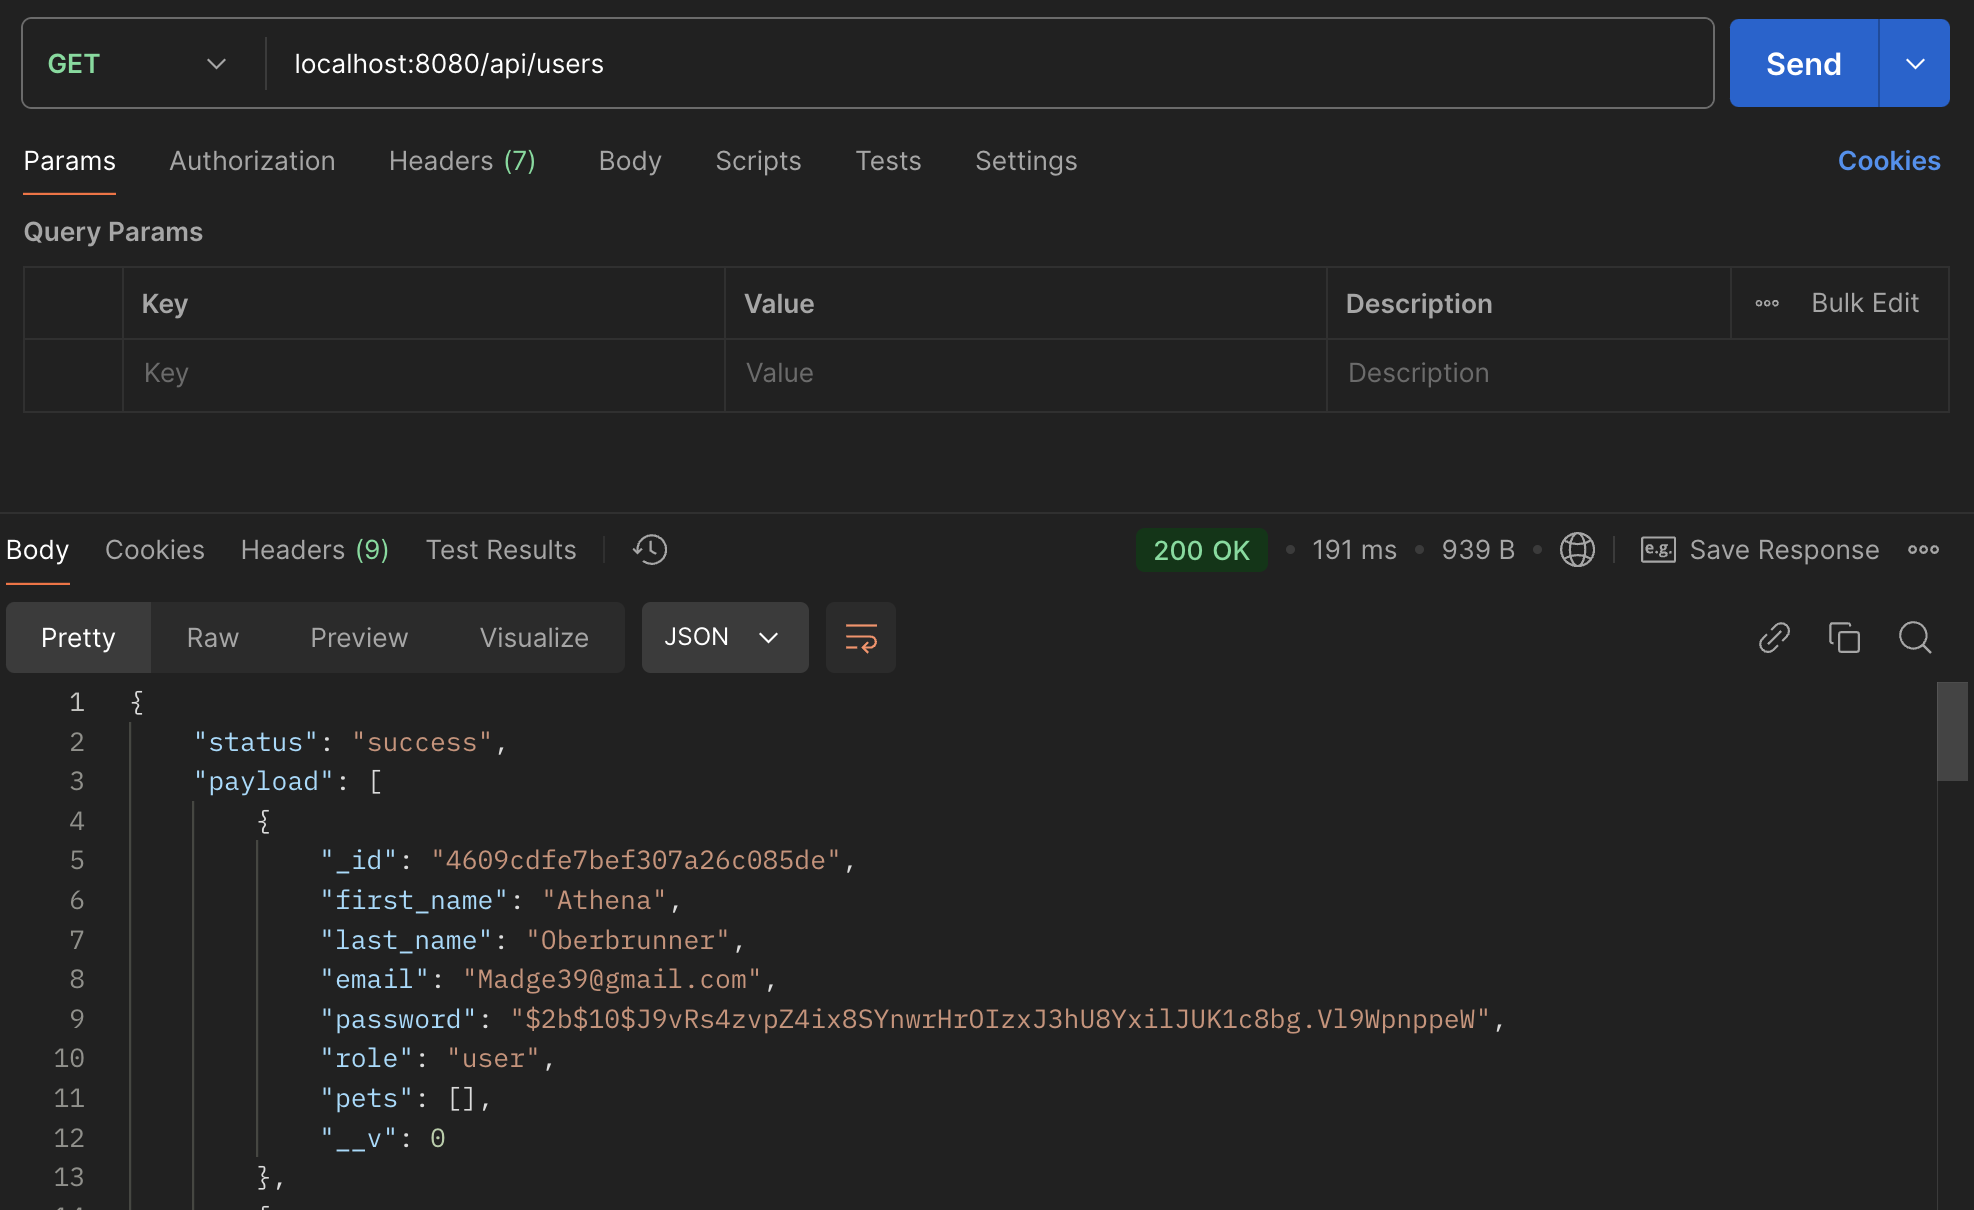 GET localhost:8080/api/users Send
Params Authorization Headers (7) Body Scripts Tests Settings Cookies
Query Params
Key Value Description Bulk Edit
Key Value Description
Body Cookies Headers (9) Test Results 200 OK 191 ms 939 B e.g. Save Response
Pretty Raw Preview Visualize JSON
1 {
2 "status": "success",
3 "payload": [
4 {
5 "_id": "4609cdfe7bef307a26c085de",
6 "first_name": "Athena",
7 "last_name": "Oberbrunner",
8 "email": "Madge39@gmail.com",
9 "password": "$2b$10$J9vRs4zvpZ4ix8SYnwrHrOIzxJ3hU8YxilJUK1c8bg.Vl9WpnppeW",
10 "role": "user",
11 "pets": [],
12 "__v": 0
13 },